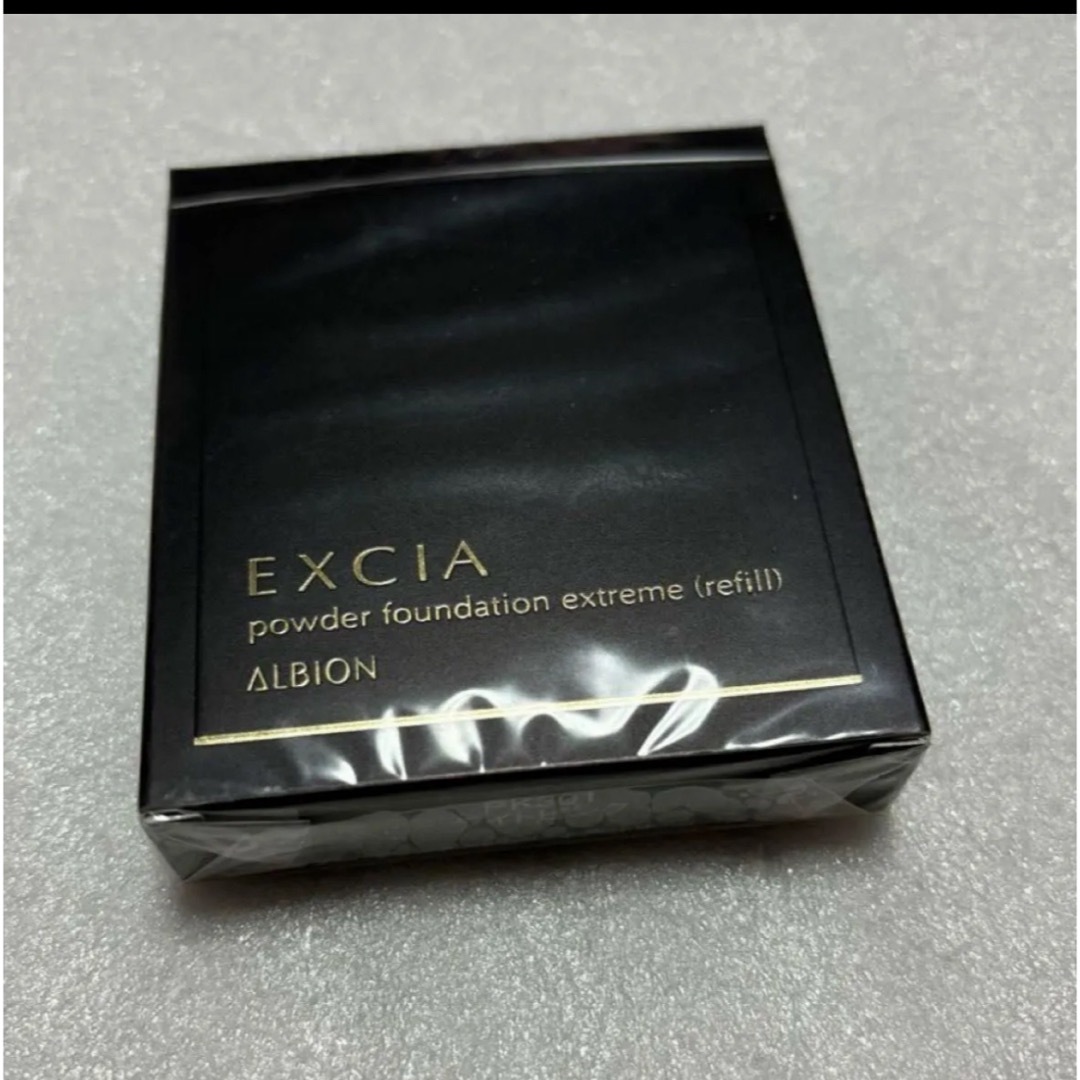 EXCIA
powder foundation extreme (refill)
ALBION